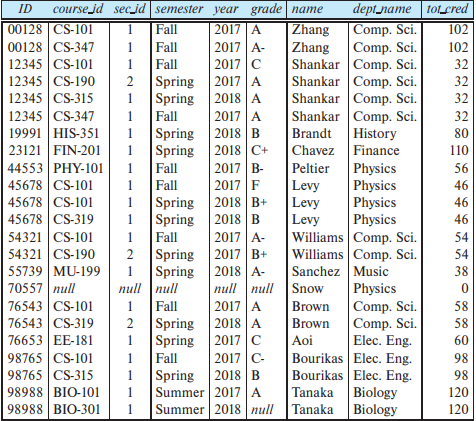 ID course_id sec_id semester year grade name dept_name tot_cred
00128 CS-101 1 Fall 2017 A Zhang Comp. Sci. 102
00128 CS-347 1 Fall 2017 A- Zhang Comp. Sci. 102
12345 CS-101 1 Fall 2017 C Shankar Comp. Sci. 32
12345 CS-190 2 Spring 2017 A Shankar Comp. Sci. 32
12345 CS-315 1 Spring 2018 A Shankar Comp. Sci. 32
12345 CS-347 1 Fall 2017 A Shankar Comp. Sci. 32
19991 HIS-351 1 Spring 2018 B Brandt History 80
23121 FIN-201 1 Spring 2018 C+ Chavez Finance 110
44553 PHY-101 1 Fall 2017 B- Peltier Physics 56
45678 CS-101 1 Fall 2017 F Levy Physics 46
45678 CS-101 1 Spring 2018 B+ Levy Physics 46
45678 CS-319 1 Spring 2018 B Levy Physics 46
54321 CS-101 1 Fall 2017 A- Williams Comp. Sci. 54
54321 CS-190 2 Spring 2017 B+ Williams Comp. Sci. 54
55739 MU-199 1 Spring 2018 A- Sanchez Music 38
70557 null null null null null Snow Physics 0
76543 CS-101 1 Fall 2017 A Brown Comp. Sci. 58
76543 CS-319 2 Spring 2018 A Brown Comp. Sci. 58
76653 EE-181 1 Spring 2017 C Aoi Elec. Eng. 60
98765 CS-101 1 Fall 2017 C- Bourikas Elec. Eng. 98
98765 CS-315 1 Spring 2018 B Bourikas Elec. Eng. 98
98988 BIO-101 1 Summer 2017 A Tanaka Biology 120
98988 BIO-301 1 Summer 2018 null Tanaka Biology 120